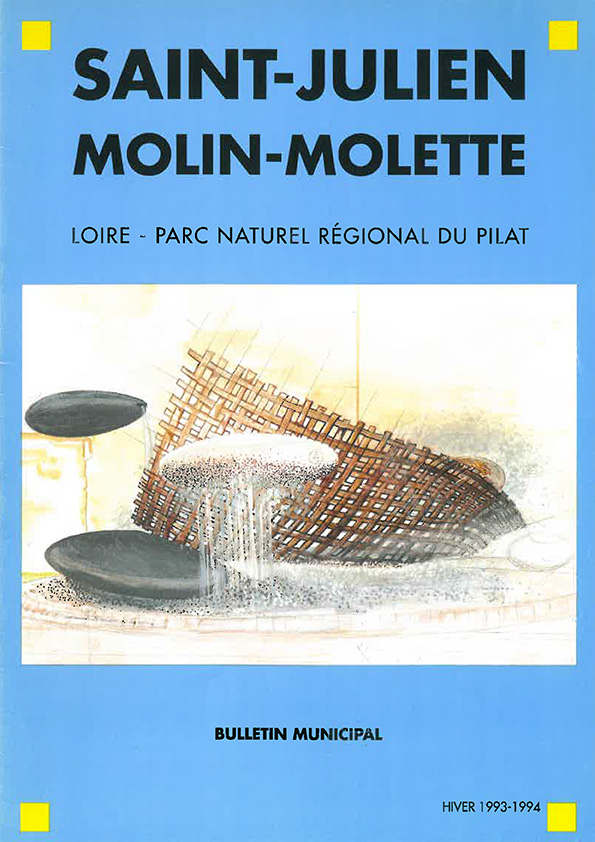 SAINT-JULIEN
MOLIN-MOLETTE
LOIRE - PARC NATUREL RÉGIONAL DU PILAT
BULLETIN MUNICIPAL
HIVER 1993-1994